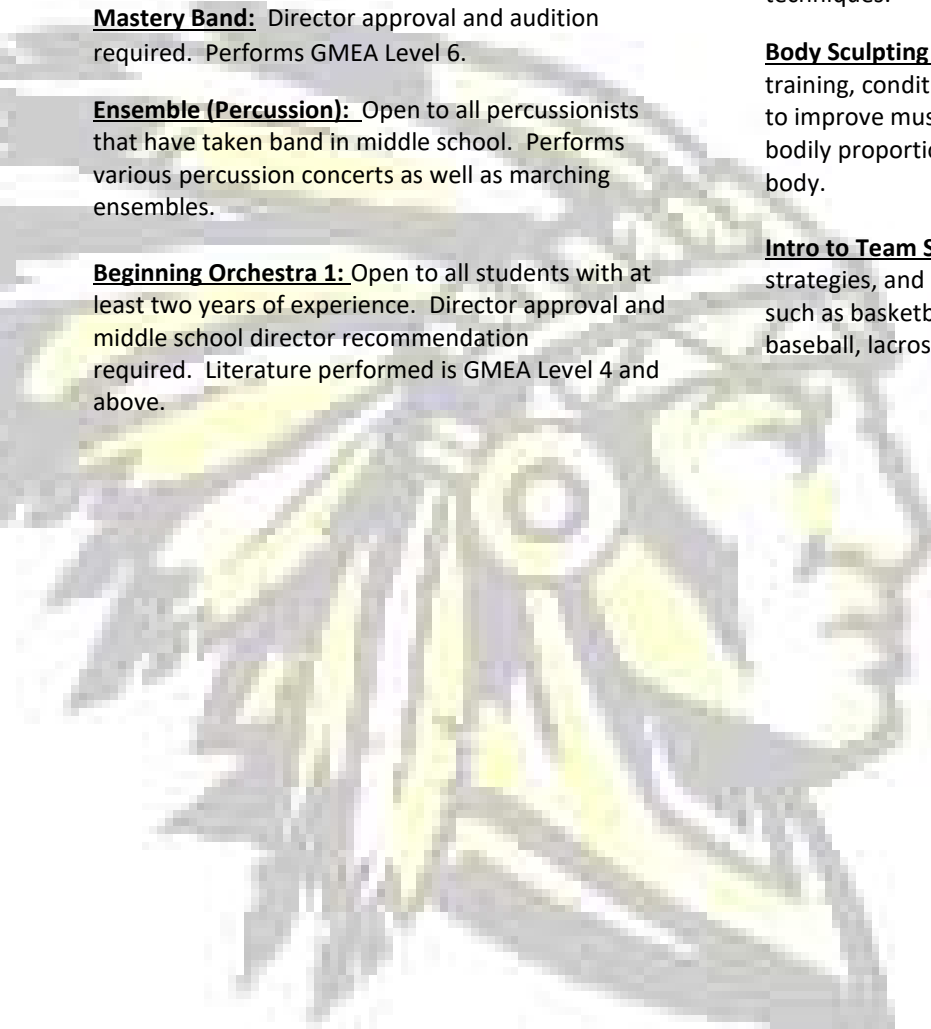 Mastery Band: Director approval and audition
required. Performs GMEA Level 6.
Ensemble (Percussion): Open to all percussionists
that have taken band in middle school. Performs
various percussion concerts as well as marching
ensembles.
Beginning Orchestra 1: Open to all students with at
least two years of experience. Director approval and
middle school director recommendation
required. Literature performed is GMEA Level 4 and
above.
techniques.
Body Sculpting
training, condit
to improve mus
bodily proporti
body.
Intro to Team S
strategies, and
such as basketb
baseball, lacros